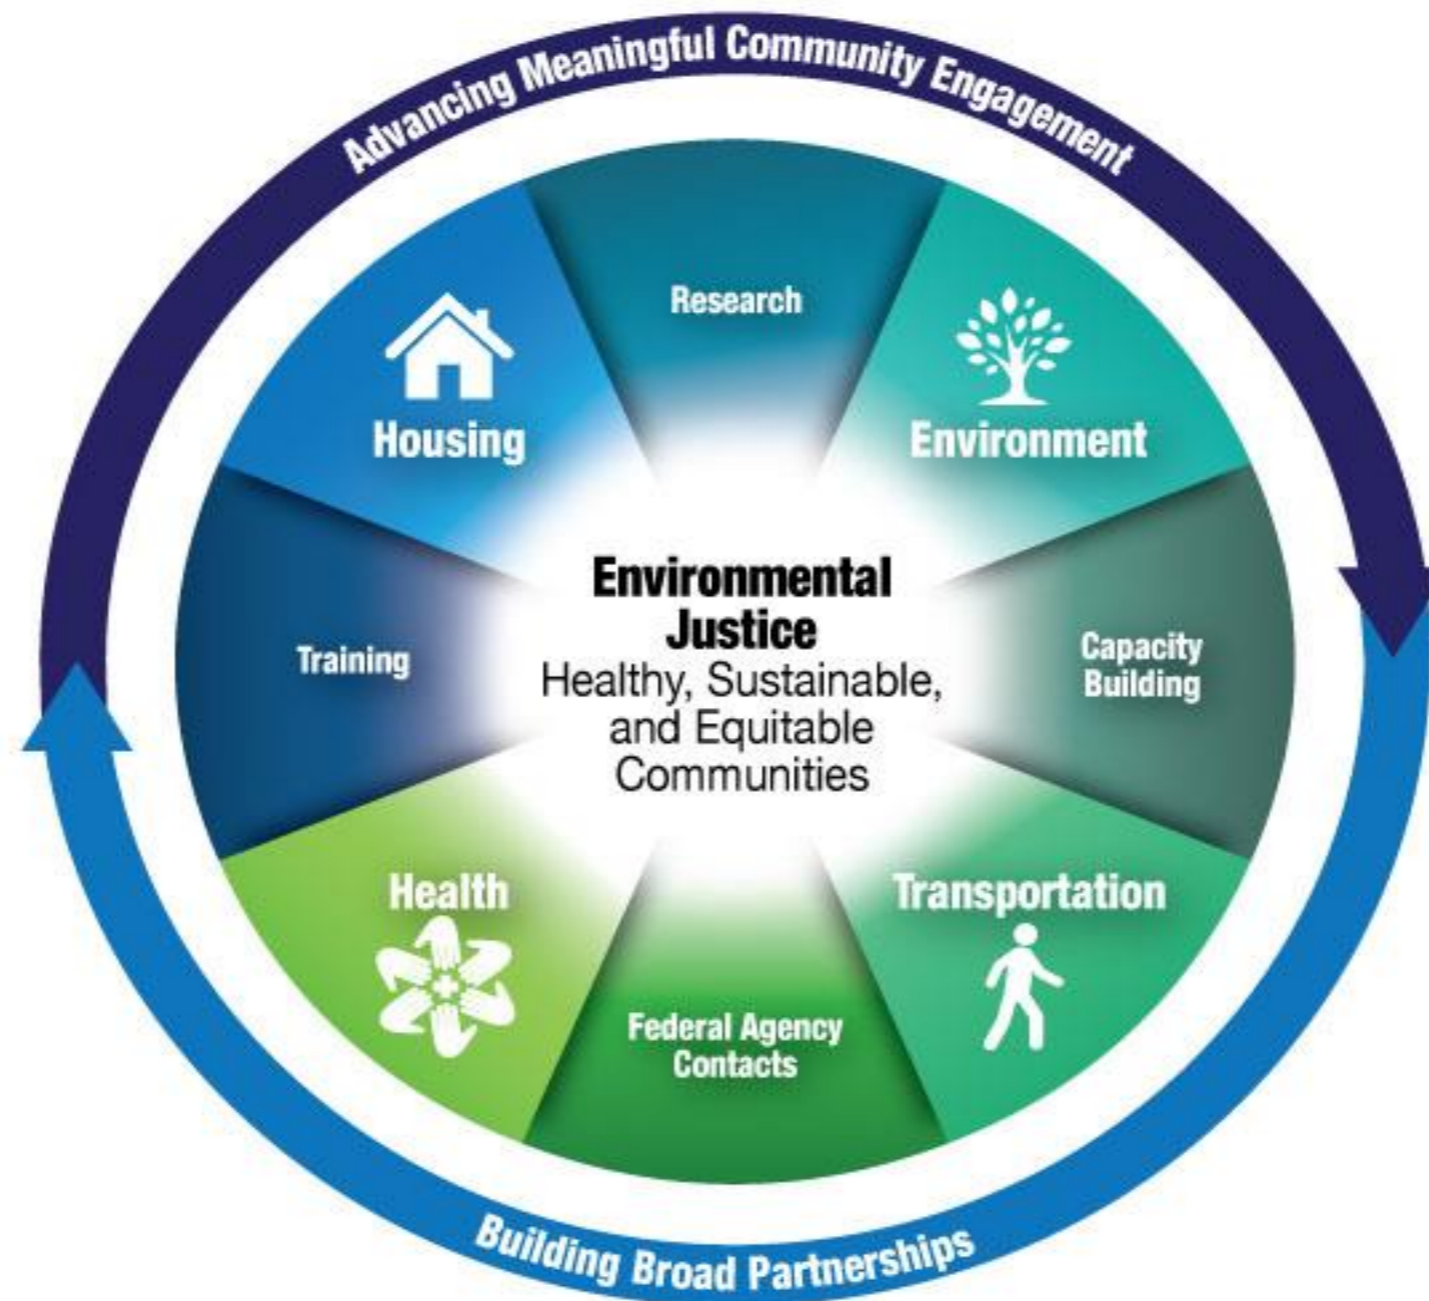 Advancing Meaningful Community Engagement
Research
Housing
Environment
Environmental
Justice
Healthy, Sustainable,
and Equitable
Communities
Training
Capacity
Building
Health
Transportation
Federal Agency
Contacts
Building Broad Partnerships